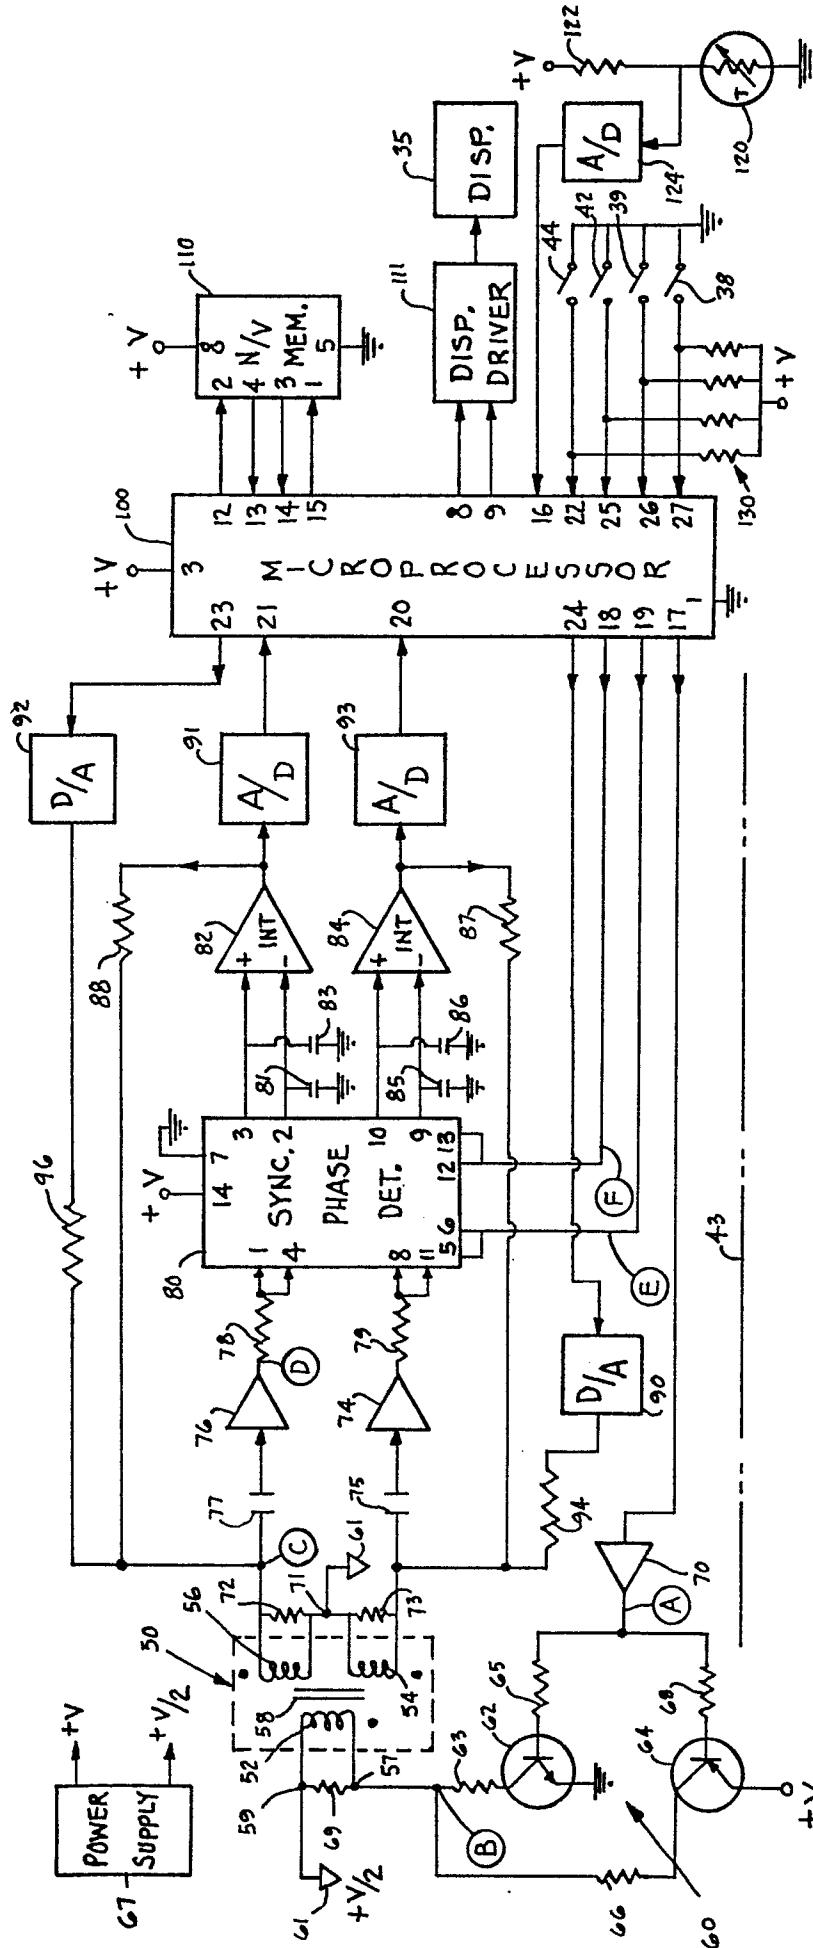 POWER
SUPPLY
67
+V
+V/2
50
52
58
56
54
59
57
69
61
+V/2
72
71
73
61
C
77
75
76
74
D
78
79
96
88
80
+V
14
7
1
4
8
11
5
6
12
13
3
2
10
9
SYNC.
PHASE
DET.
81
83
85
86
82
+
-
INT
84
+
-
INT
87
D/A
92
A/D
91
A/D
93
100
+V
3
MICROPROCESSOR
23
21
20
24
18
19
17
1
12
13
14
15
8
9
16
22
25
26
27
110
+V
8
N/V
MEM.
2
4
3
1
5
111
DISP.
DRIVER
35
DISP.
A/D
124
+V
122
T
120
44
42
39
38
130
+V
43
F
E
D/A
90
94
70
A
B
63
62
65
64
68
66
60
+V